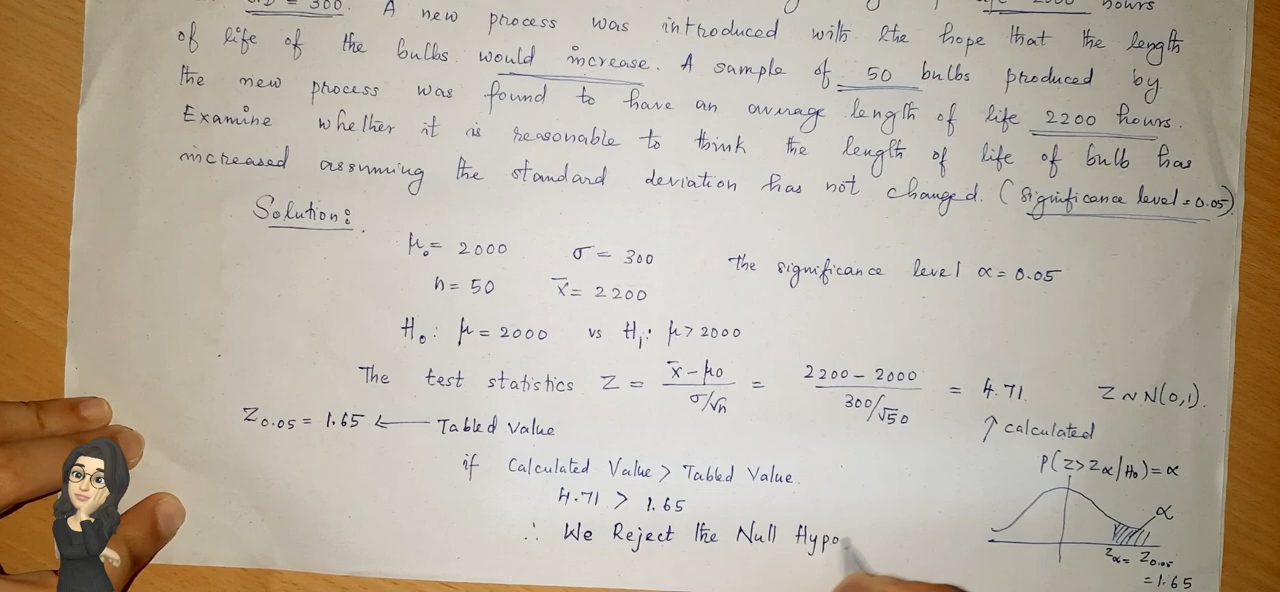 S.D = 300. A new process was introduced with the hope that the length
of life of the bulbs would increase. A sample of 50 bulbs produced by
the new process was found to have an average length of life 2200 hours.
Examine whether it is reasonable to think the length of life of bulb has
increased assuming the standard deviation has not changed. (Significance level = 0.05)
Solution:
μ₀ = 2000 σ = 300 the significance level α = 0.05
n = 50 x̄ = 2200
H₀: μ = 2000 vs H₁: μ > 2000
The test statistics Z = (x̄ − μ₀)/(σ/√n) = (2200 − 2000)/(300/√50) = 4.71 Z ~ N(0,1).
Z0.05 = 1.65 ← Tabled value
↑ calculated
if Calculated Value > Tabled Value.
4.71 > 1.65
∴ We Reject the Null Hypo
P(Z > Zα/H₀) = α
α
Zα = Z0.05
= 1.65